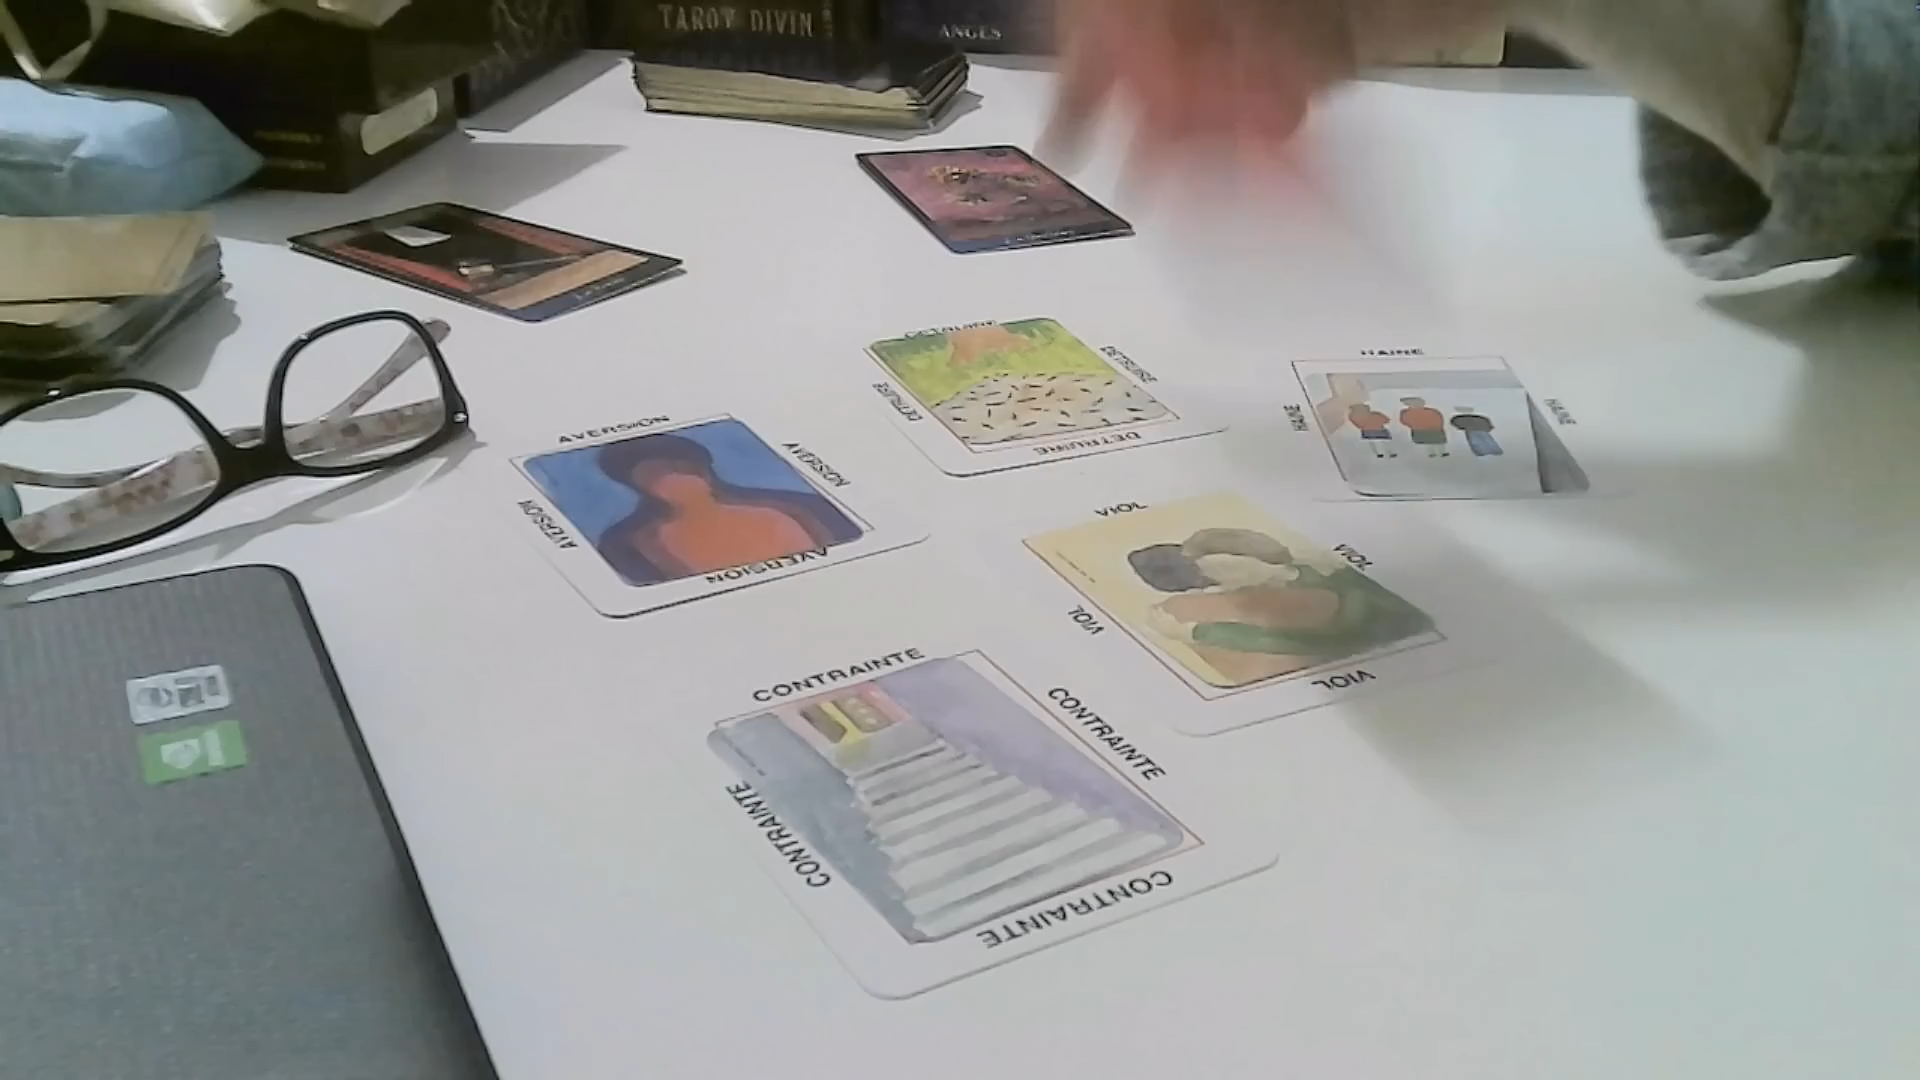 TAROT DIVIN
ANGES
HAINE
HAINE
HAINE
DETRUIRE
DETRUIRE
DETRUIRE
AVERSION
AVERSION
AVERSION
AVERSION
VIOL
VIOL
VIOL
VIOL
CONTRAINTE
CONTRAINTE
CONTRAINTE
CONTRAINTE